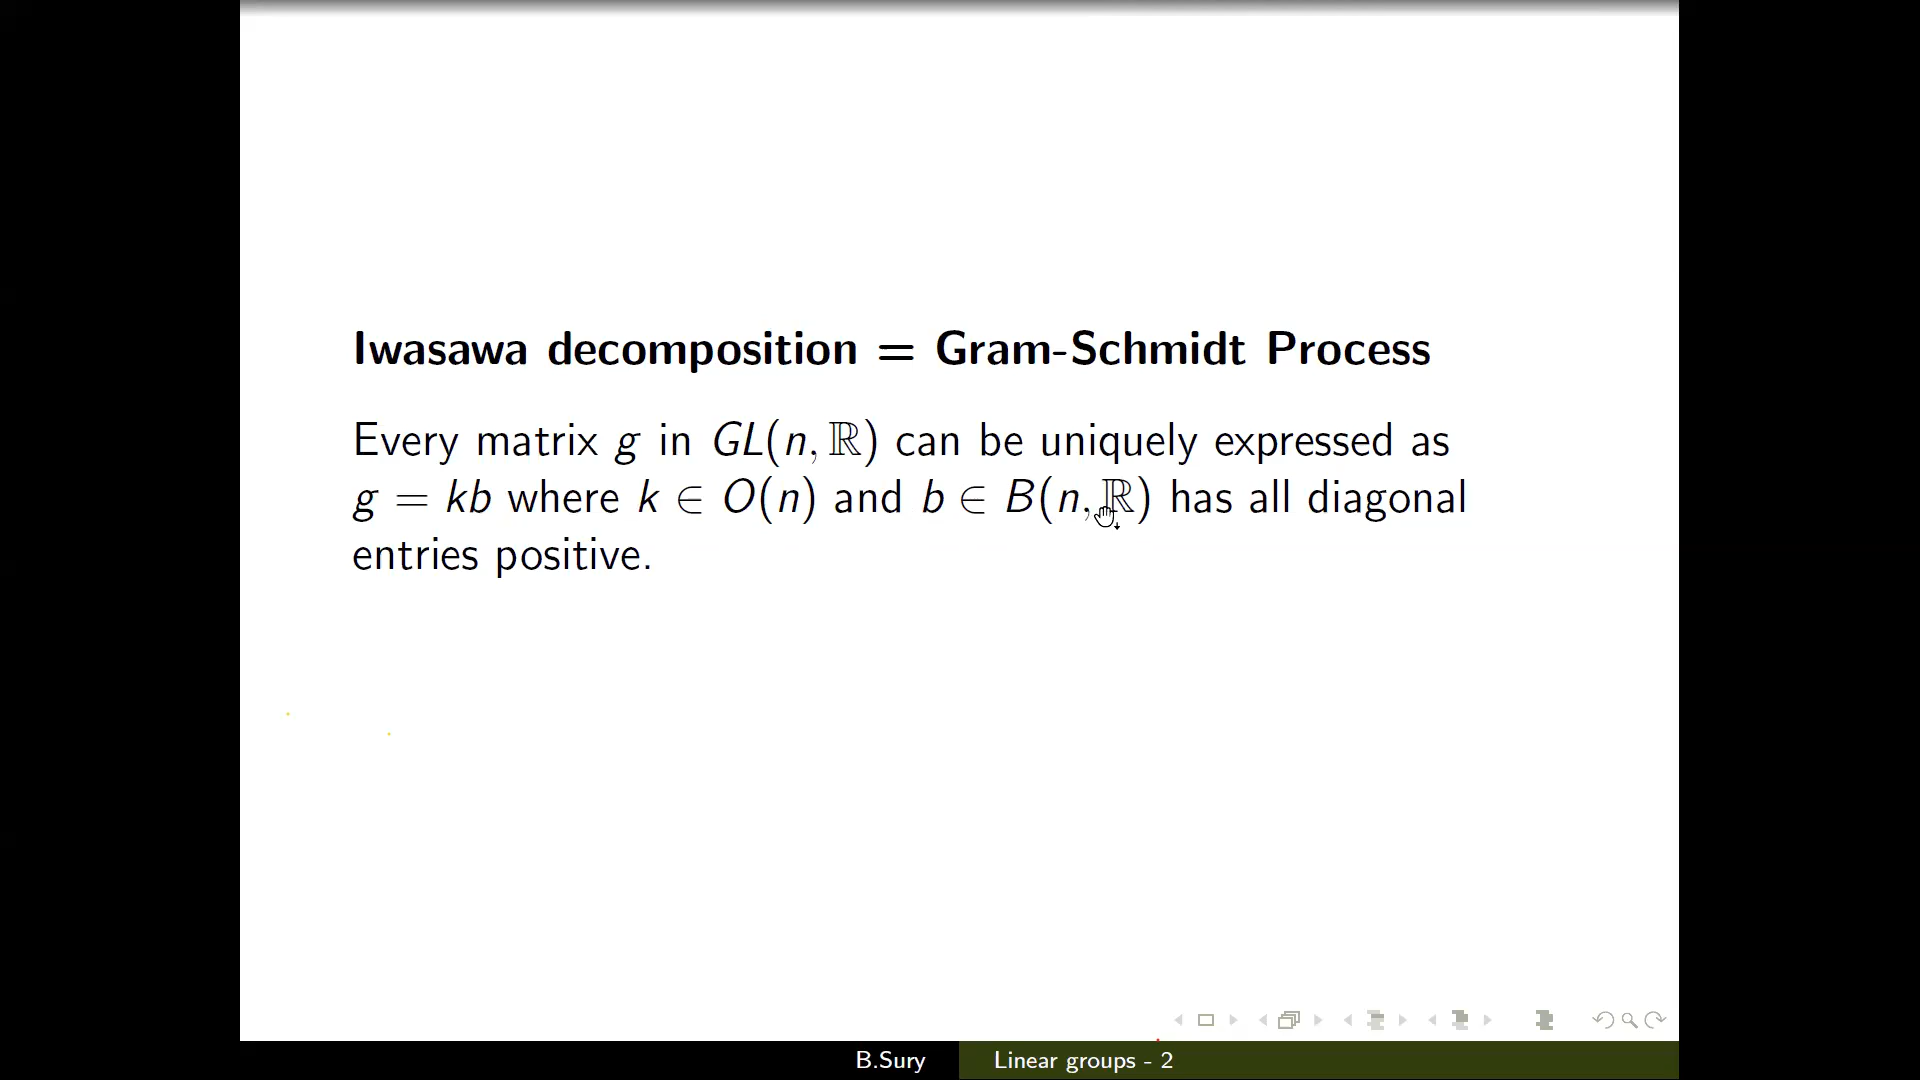 Iwasawa decomposition = Gram-Schmidt Process
Every matrix g in GL(n, ℝ) can be uniquely expressed as
g = kb where k ∈ O(n) and b ∈ B(n, ℝ) has all diagonal
entries positive.
B.Sury Linear groups - 2